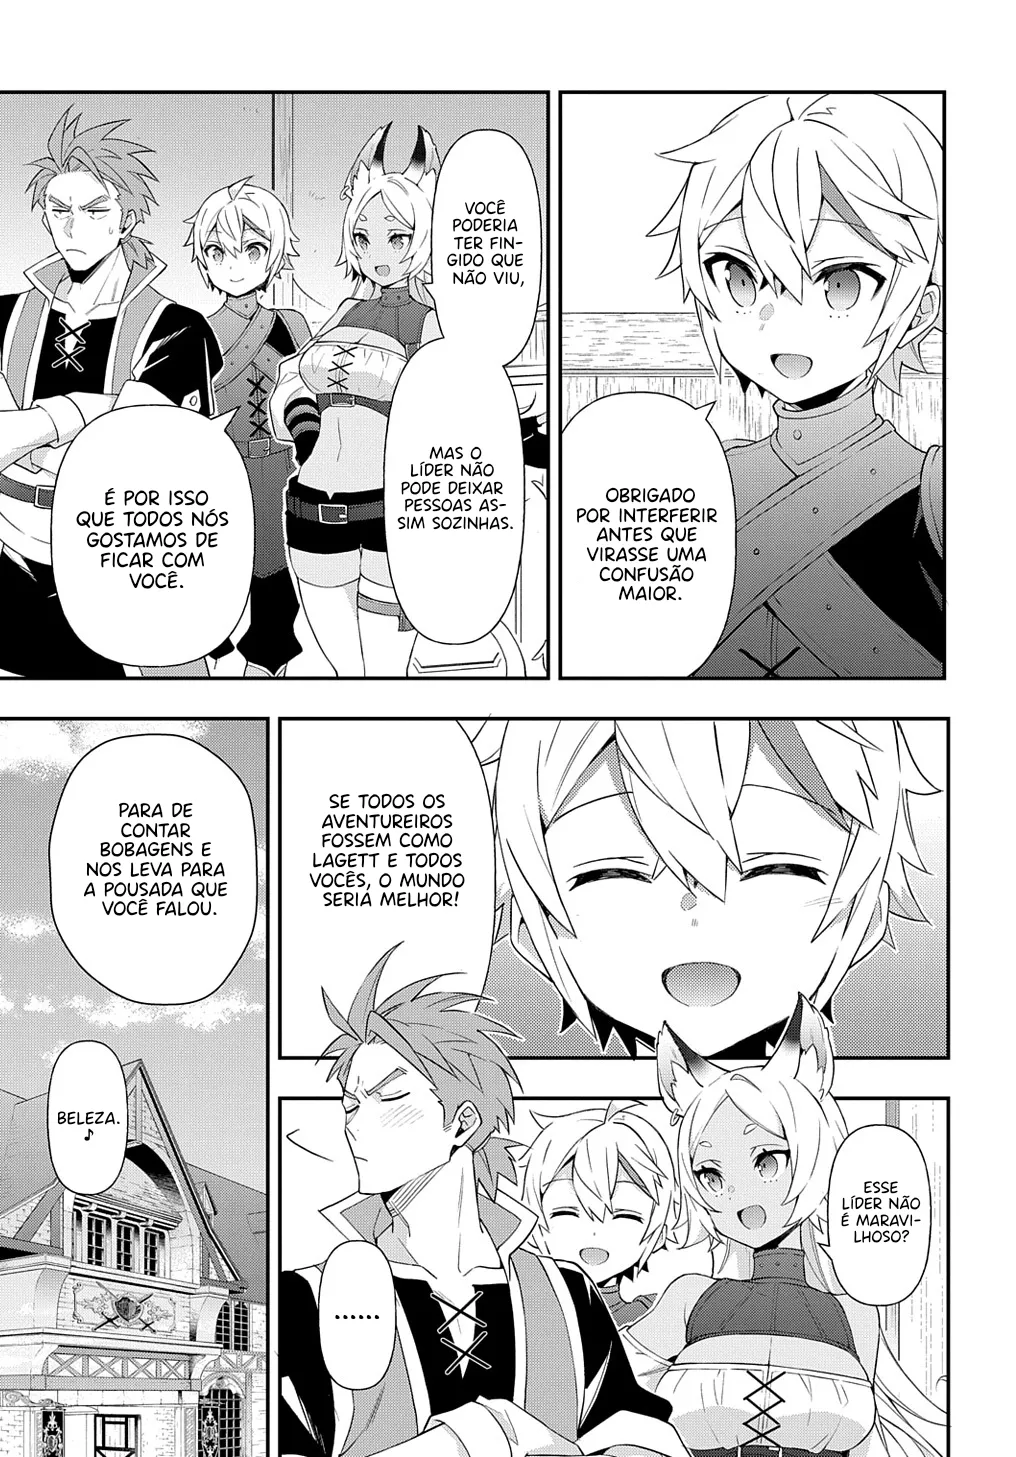 OBRIGADO
POR INTERFERIR
ANTES QUE
VIRASSE UMA
CONFUSÃO
MAIOR.
VOCÊ
PODERIA
TER FIN-
GIDO QUE
NÃO VIU,
MAS O
LÍDER NÃO
PODE DEIXAR
PESSOAS AS-
SIM SOZINHAS.
É POR ISSO
QUE TODOS NÓS
GOSTAMOS DE
FICAR COM
VOCÊ.
SE TODOS OS
AVENTUREIROS
FOSSEM COMO
LAGETT E TODOS
VOCÊS, O MUNDO
SERIA MELHOR!
ESSE
LÍDER NÃO
É MARAVI-
LHOSO?
......
PARA DE
CONTAR
BOBAGENS E
NOS LEVA PARA
A POUSADA QUE
VOCÊ FALOU.
BELEZA.
♪